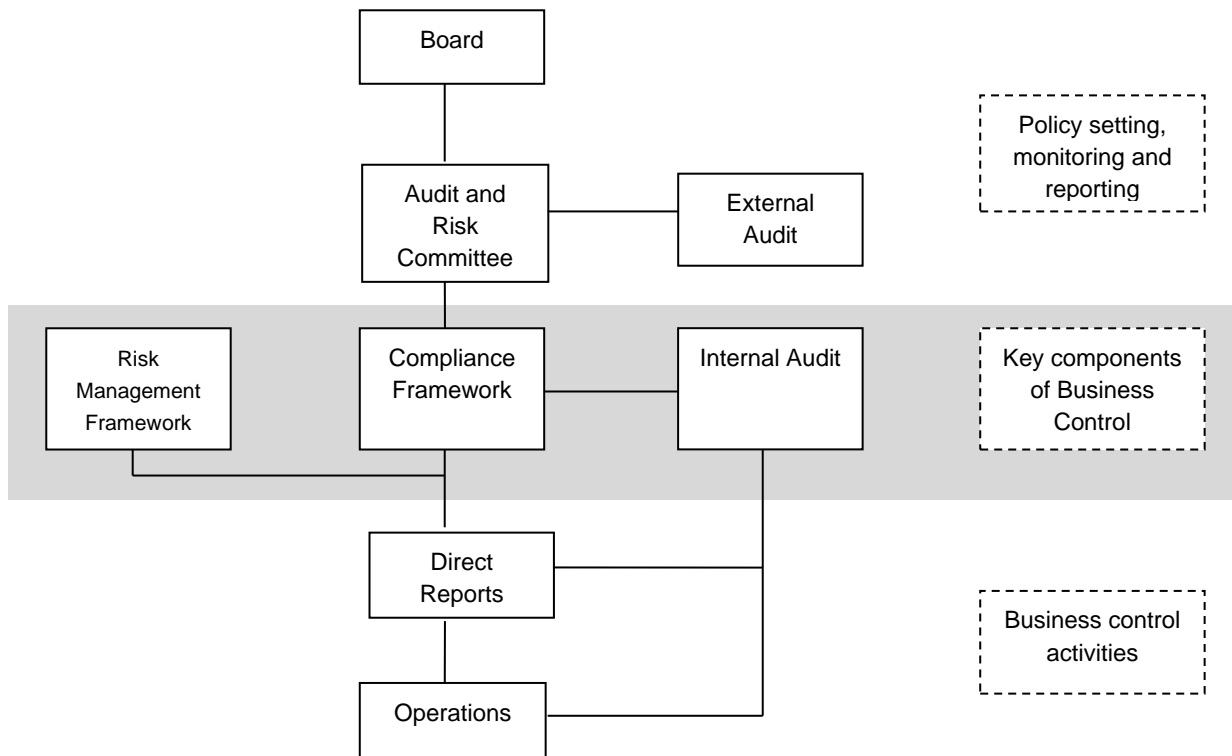 Board
Policy setting,
monitoring and
reporting
Audit and
Risk
Committee
External
Audit
Risk
Management
Framework
Compliance
Framework
Internal Audit
Key components
of Business
Control
Direct
Reports
Business control
activities
Operations